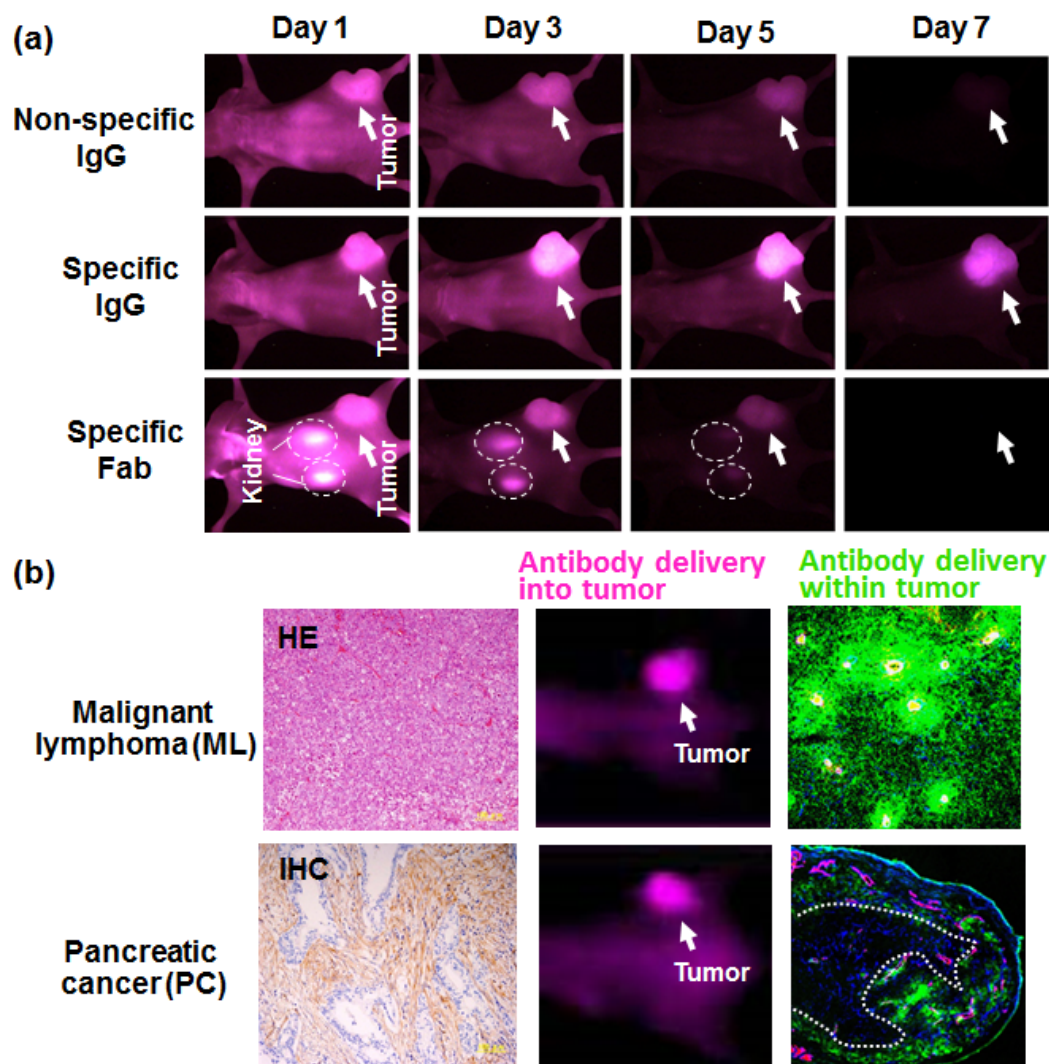 (a)
Day 1
Day 3
Day 5
Day 7
Non-specific
IgG
Tumor
Specific
IgG
Tumor
Specific
Fab
Kidney
Tumor
(b)
Antibody delivery
into tumor
Antibody delivery
within tumor
HE
Malignant
lymphoma (ML)
Tumor
IHC
Pancreatic
cancer (PC)
Tumor